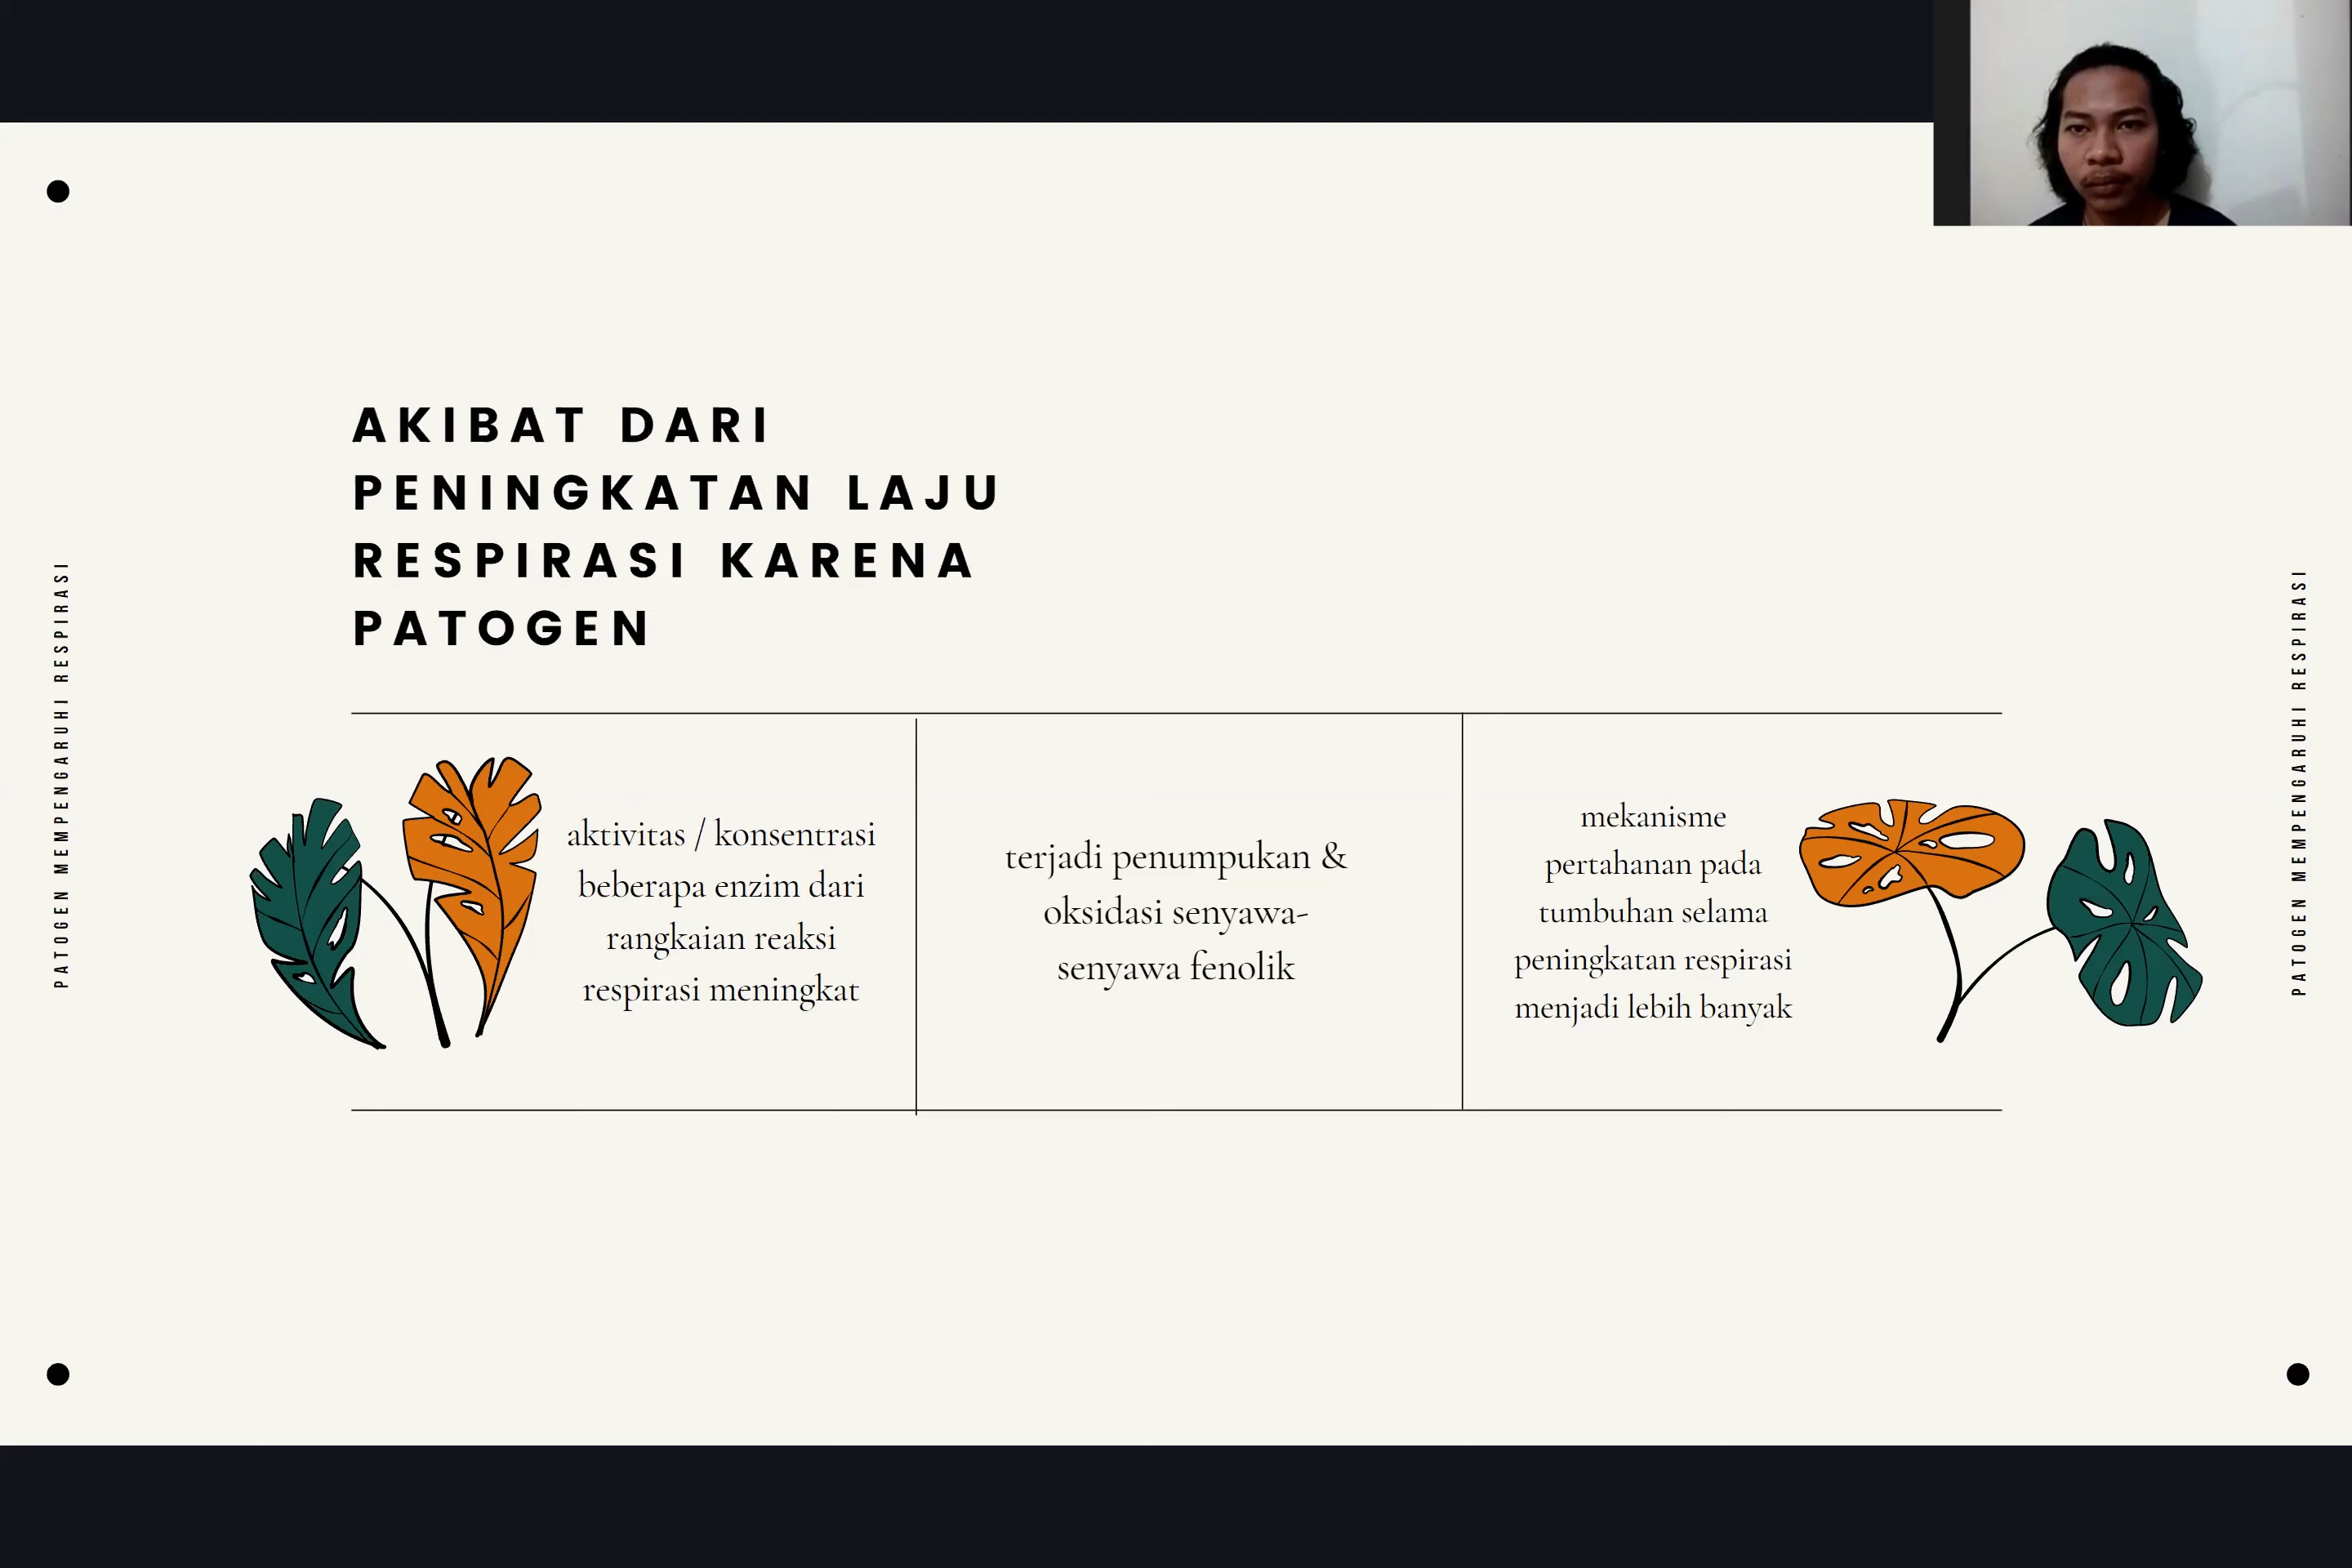 AKIBAT DARI
PENINGKATAN LAJU
RESPIRASI KARENA
PATOGEN
PATOGEN MEMPENGARUHI RESPIRASI
aktivitas / konsentrasi
beberapa enzim dari
rangkaian reaksi
respirasi meningkat
terjadi penumpukan &
oksidasi senyawa-
senyawa fenolik
mekanisme
pertahanan pada
tumbuhan selama
peningkatan respirasi
menjadi lebih banyak
PATOGEN MEMPENGARUHI RESPIRASI